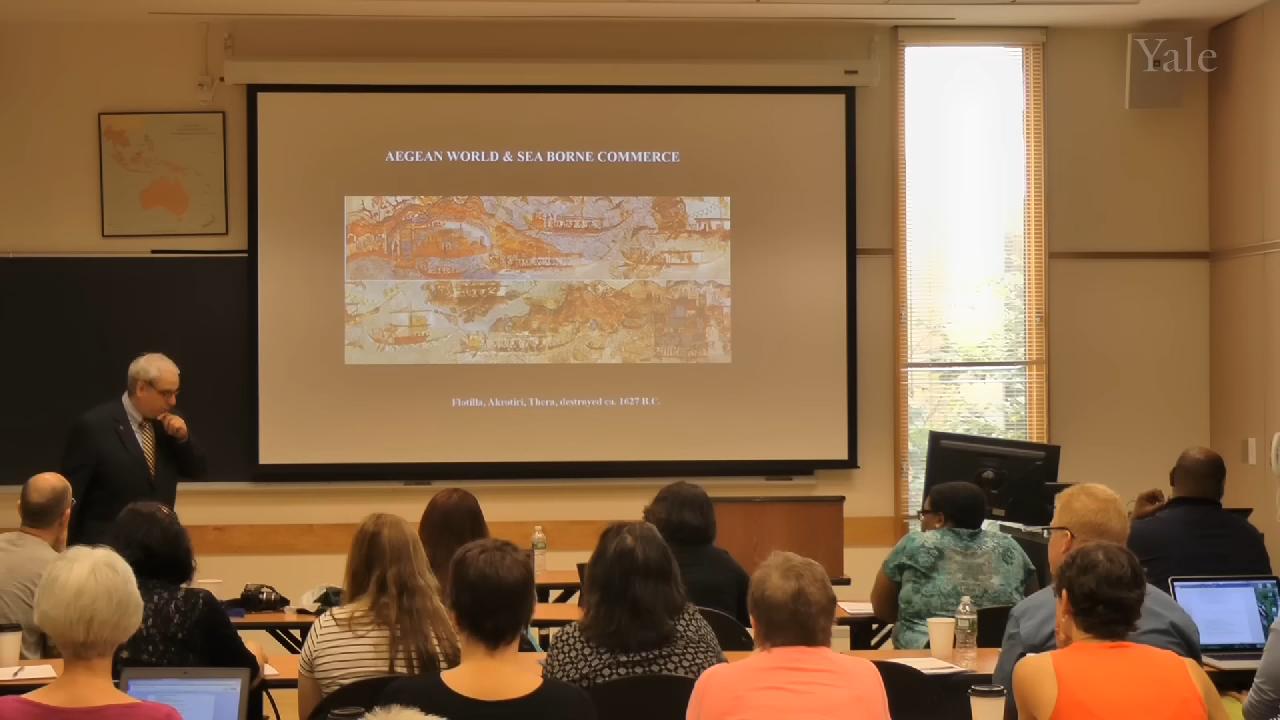 Yale
AEGEAN WORLD & SEA BORNE COMMERCE
Flotilla, Akrotiri, Thera, destroyed ca. 1627 B.C.